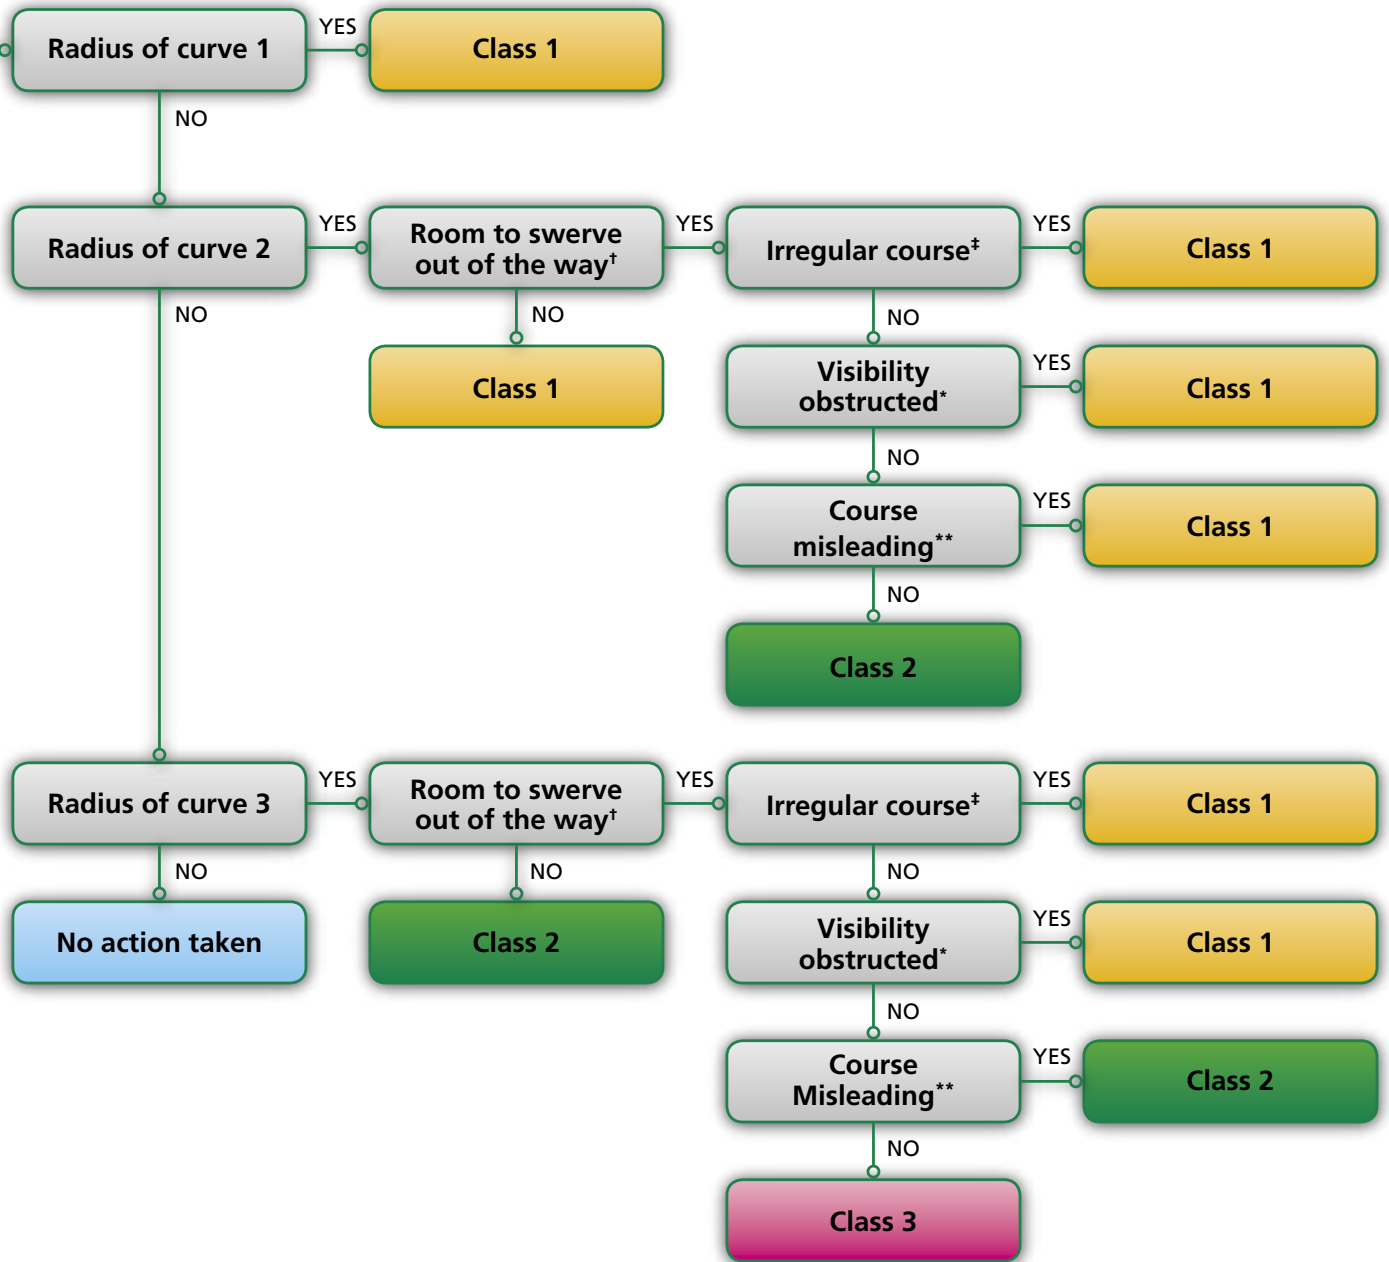 Radius of curve 1
YES
Class 1
NO
Radius of curve 2
YES
Room to swerve
out of the way†
YES
Irregular course‡
YES
Class 1
NO
NO
Class 1
NO
Visibility
obstructed*
YES
Class 1
NO
Course
misleading**
YES
Class 1
NO
Class 2
Radius of curve 3
YES
Room to swerve
out of the way†
YES
Irregular course‡
YES
Class 1
NO
No action taken
NO
Class 2
NO
Visibility
obstructed*
YES
Class 1
NO
Course
Misleading**
YES
Class 2
NO
Class 3